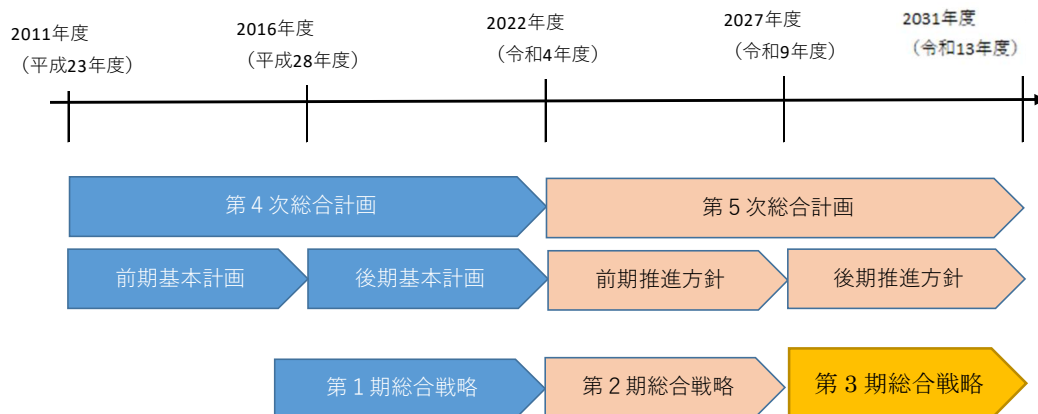 2011年度
（平成23年度）
2016年度
（平成28年度）
2022年度
（令和4年度）
2027年度
（令和9年度）
2031年度
（令和13年度）
第４次総合計画
第５次総合計画
前期基本計画
後期基本計画
前期推進方針
後期推進方針
第１期総合戦略
第２期総合戦略
第３期総合戦略